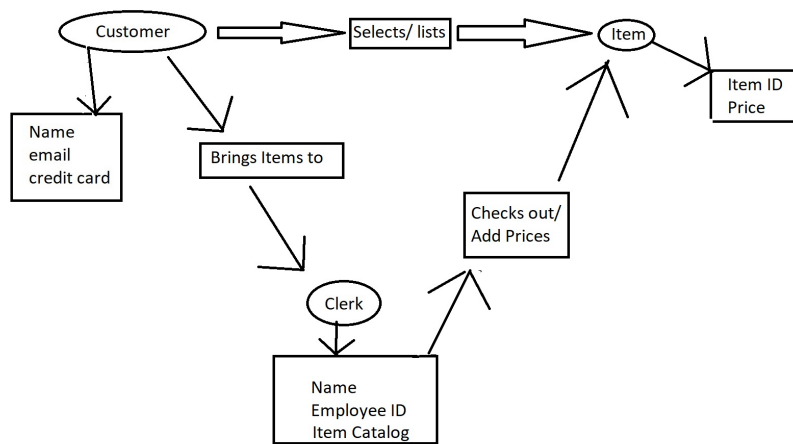 Customer
Selects/ lists
Item
Item ID
Price
Name
email
credit card
Brings Items to
Checks out/
Add Prices
Clerk
Name
Employee ID
Item Catalog